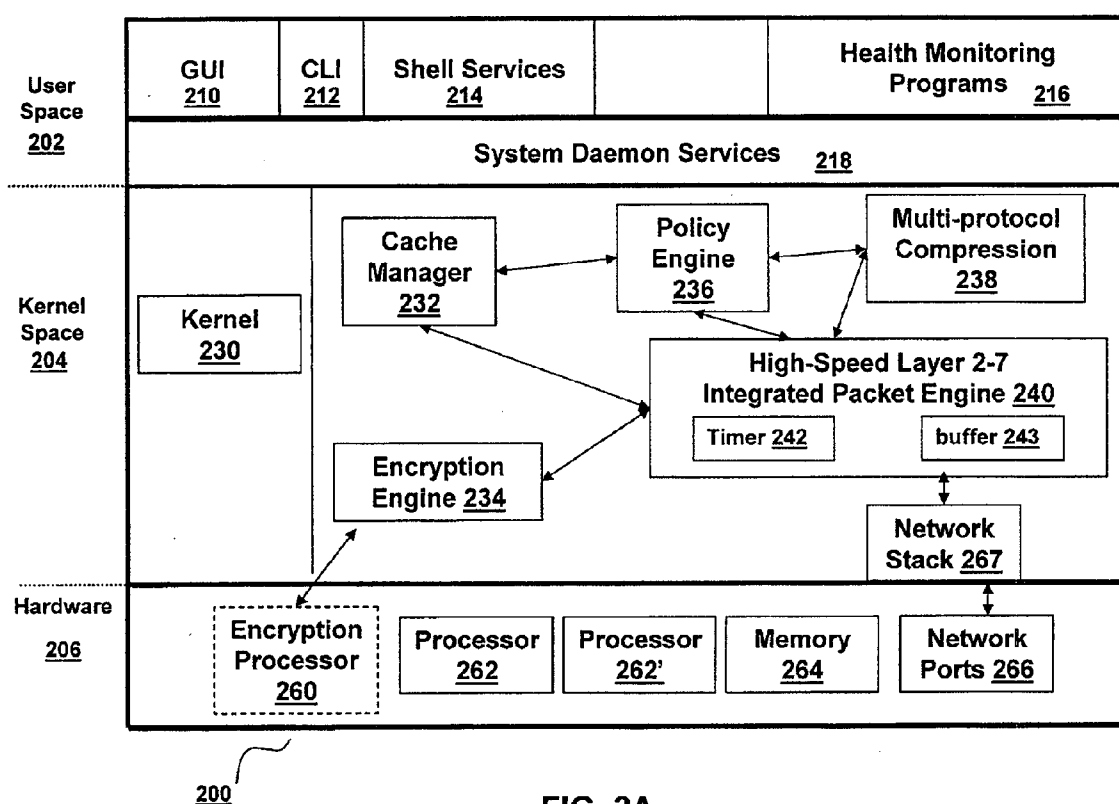 User
Space
202
GUI
210
CLI
212
Shell Services
214
Health Monitoring
Programs 216
System Daemon Services 218
Kernel
Space
204
Kernel
230
Cache
Manager
232
Policy
Engine
236
Multi-protocol
Compression
238
High-Speed Layer 2-7
Integrated Packet Engine 240
Timer 242
buffer 243
Encryption
Engine 234
Network
Stack 267
Hardware
206
Encryption
Processor
260
Processor
262
Processor
262'
Memory
264
Network
Ports 266
200
FIG. 2A